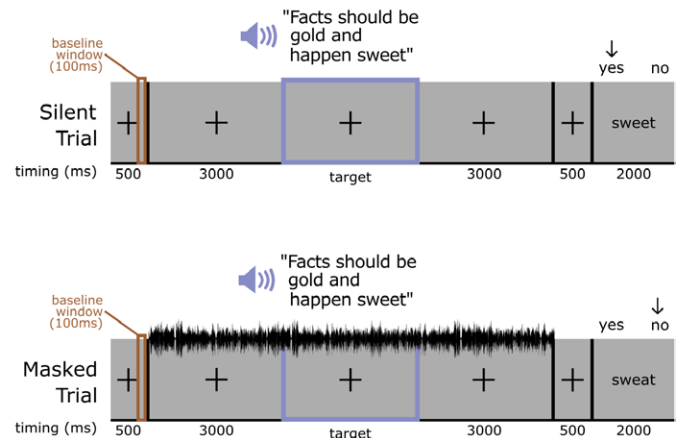 "Facts should be
gold and
happen sweet"
baseline
window
(100ms)
yes no
Silent
Trial
sweet
timing (ms) 500 3000 target 3000 500 2000
"Facts should be
gold and
happen sweet"
baseline
window
(100ms)
yes no
Masked
Trial
sweat
timing (ms) 500 3000 target 3000 500 2000